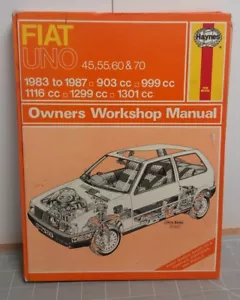 FIAT
UNO 45,55,60 & 70
Haynes
1983 to 1987 □ 903 cc □ 999 cc
1116 cc □ 1299 cc □ 1301 cc
Owners Workshop Manual